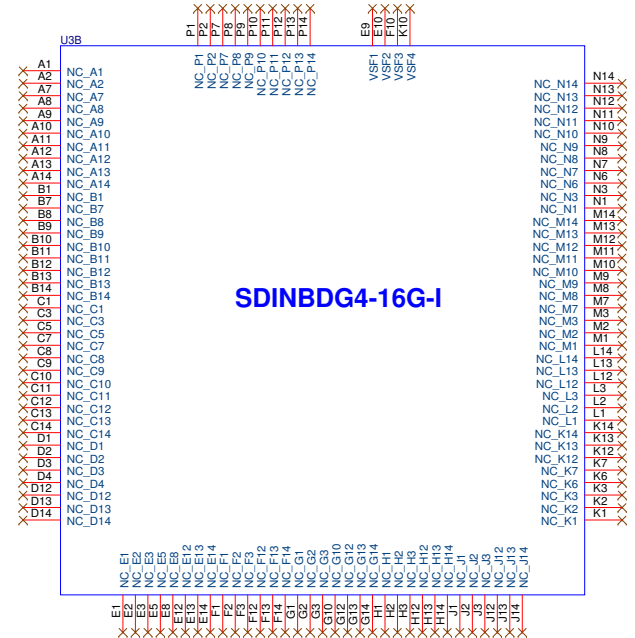 U3B
P1 NC_P1
P2 NC_P2
P7 NC_P7
P8 NC_P8
P9 NC_P9
P10 NC_P10
P11 NC_P11
P12 NC_P12
P13 NC_P13
P14 NC_P14
E9 VSF1
E10 VSF2
F10 VSF3
K10 VSF4
A1 NC_A1
A2 NC_A2
A7 NC_A7
A8 NC_A8
A9 NC_A9
A10 NC_A10
A11 NC_A11
A12 NC_A12
A13 NC_A13
A14 NC_A14
B1 NC_B1
B7 NC_B7
B8 NC_B8
B9 NC_B9
B10 NC_B10
B11 NC_B11
B12 NC_B12
B13 NC_B13
B14 NC_B14
C1 NC_C1
C3 NC_C3
C5 NC_C5
C7 NC_C7
C8 NC_C8
C9 NC_C9
C10 NC_C10
C11 NC_C11
C12 NC_C12
C13 NC_C13
C14 NC_C14
D1 NC_D1
D2 NC_D2
D3 NC_D3
D4 NC_D4
D12 NC_D12
D13 NC_D13
D14 NC_D14
SDINBDG4-16G-I
NC_N14 N14
NC_N13 N13
NC_N12 N12
NC_N11 N11
NC_N10 N10
NC_N9 N9
NC_N8 N8
NC_N7 N7
NC_N6 N6
NC_N3 N3
NC_N1 N1
NC_M14 M14
NC_M13 M13
NC_M12 M12
NC_M11 M11
NC_M10 M10
NC_M9 M9
NC_M8 M8
NC_M7 M7
NC_M3 M3
NC_M2 M2
NC_M1 M1
NC_L14 L14
NC_L13 L13
NC_L12 L12
NC_L3 L3
NC_L2 L2
NC_L1 L1
NC_K14 K14
NC_K13 K13
NC_K12 K12
NC_K7 K7
NC_K6 K6
NC_K3 K3
NC_K2 K2
NC_K1 K1
E1 NC_E1
E2 NC_E2
E3 NC_E3
E5 NC_E5
E8 NC_E8
E12 NC_E12
E13 NC_E13
E14 NC_E14
F1 NC_F1
F2 NC_F2
F3 NC_F3
F12 NC_F12
F13 NC_F13
F14 NC_F14
G1 NC_G1
G2 NC_G2
G3 NC_G3
G10 NC_G10
G12 NC_G12
G13 NC_G13
G14 NC_G14
H1 NC_H1
H2 NC_H2
H3 NC_H3
H12 NC_H12
H13 NC_H13
H14 NC_H14
J1 NC_J1
J2 NC_J2
J3 NC_J3
J12 NC_J12
J13 NC_J13
J14 NC_J14